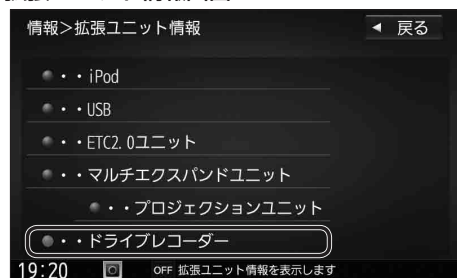 情報>拡張ユニット情報
◀ 戻る
●・・iPod
●・・USB
●・・ETC2.0ユニット
●・・マルチエクスパンドユニット
●・・プロジェクションユニット
●・・ドライブレコーダー
19:20 OFF 拡張ユニット情報を表示します